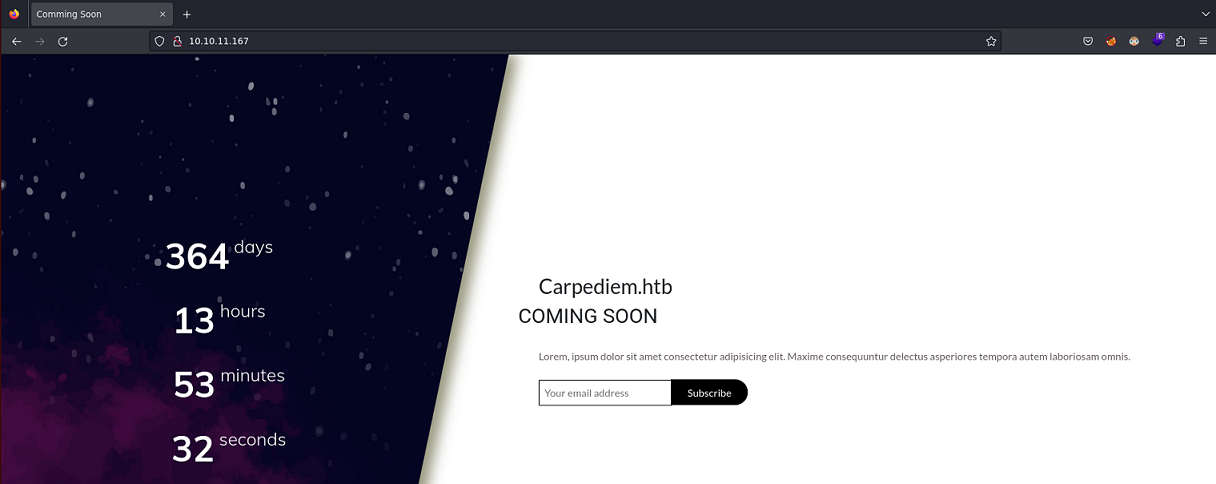 Comming Soon
10.10.11.167
6
364 days
13 hours
53 minutes
32 seconds
Carpediem.htb
COMING SOON
Lorem, ipsum dolor sit amet consectetur adipisicing elit. Maxime consequuntur delectus asperiores tempora autem laboriosam omnis.
Your email address
Subscribe